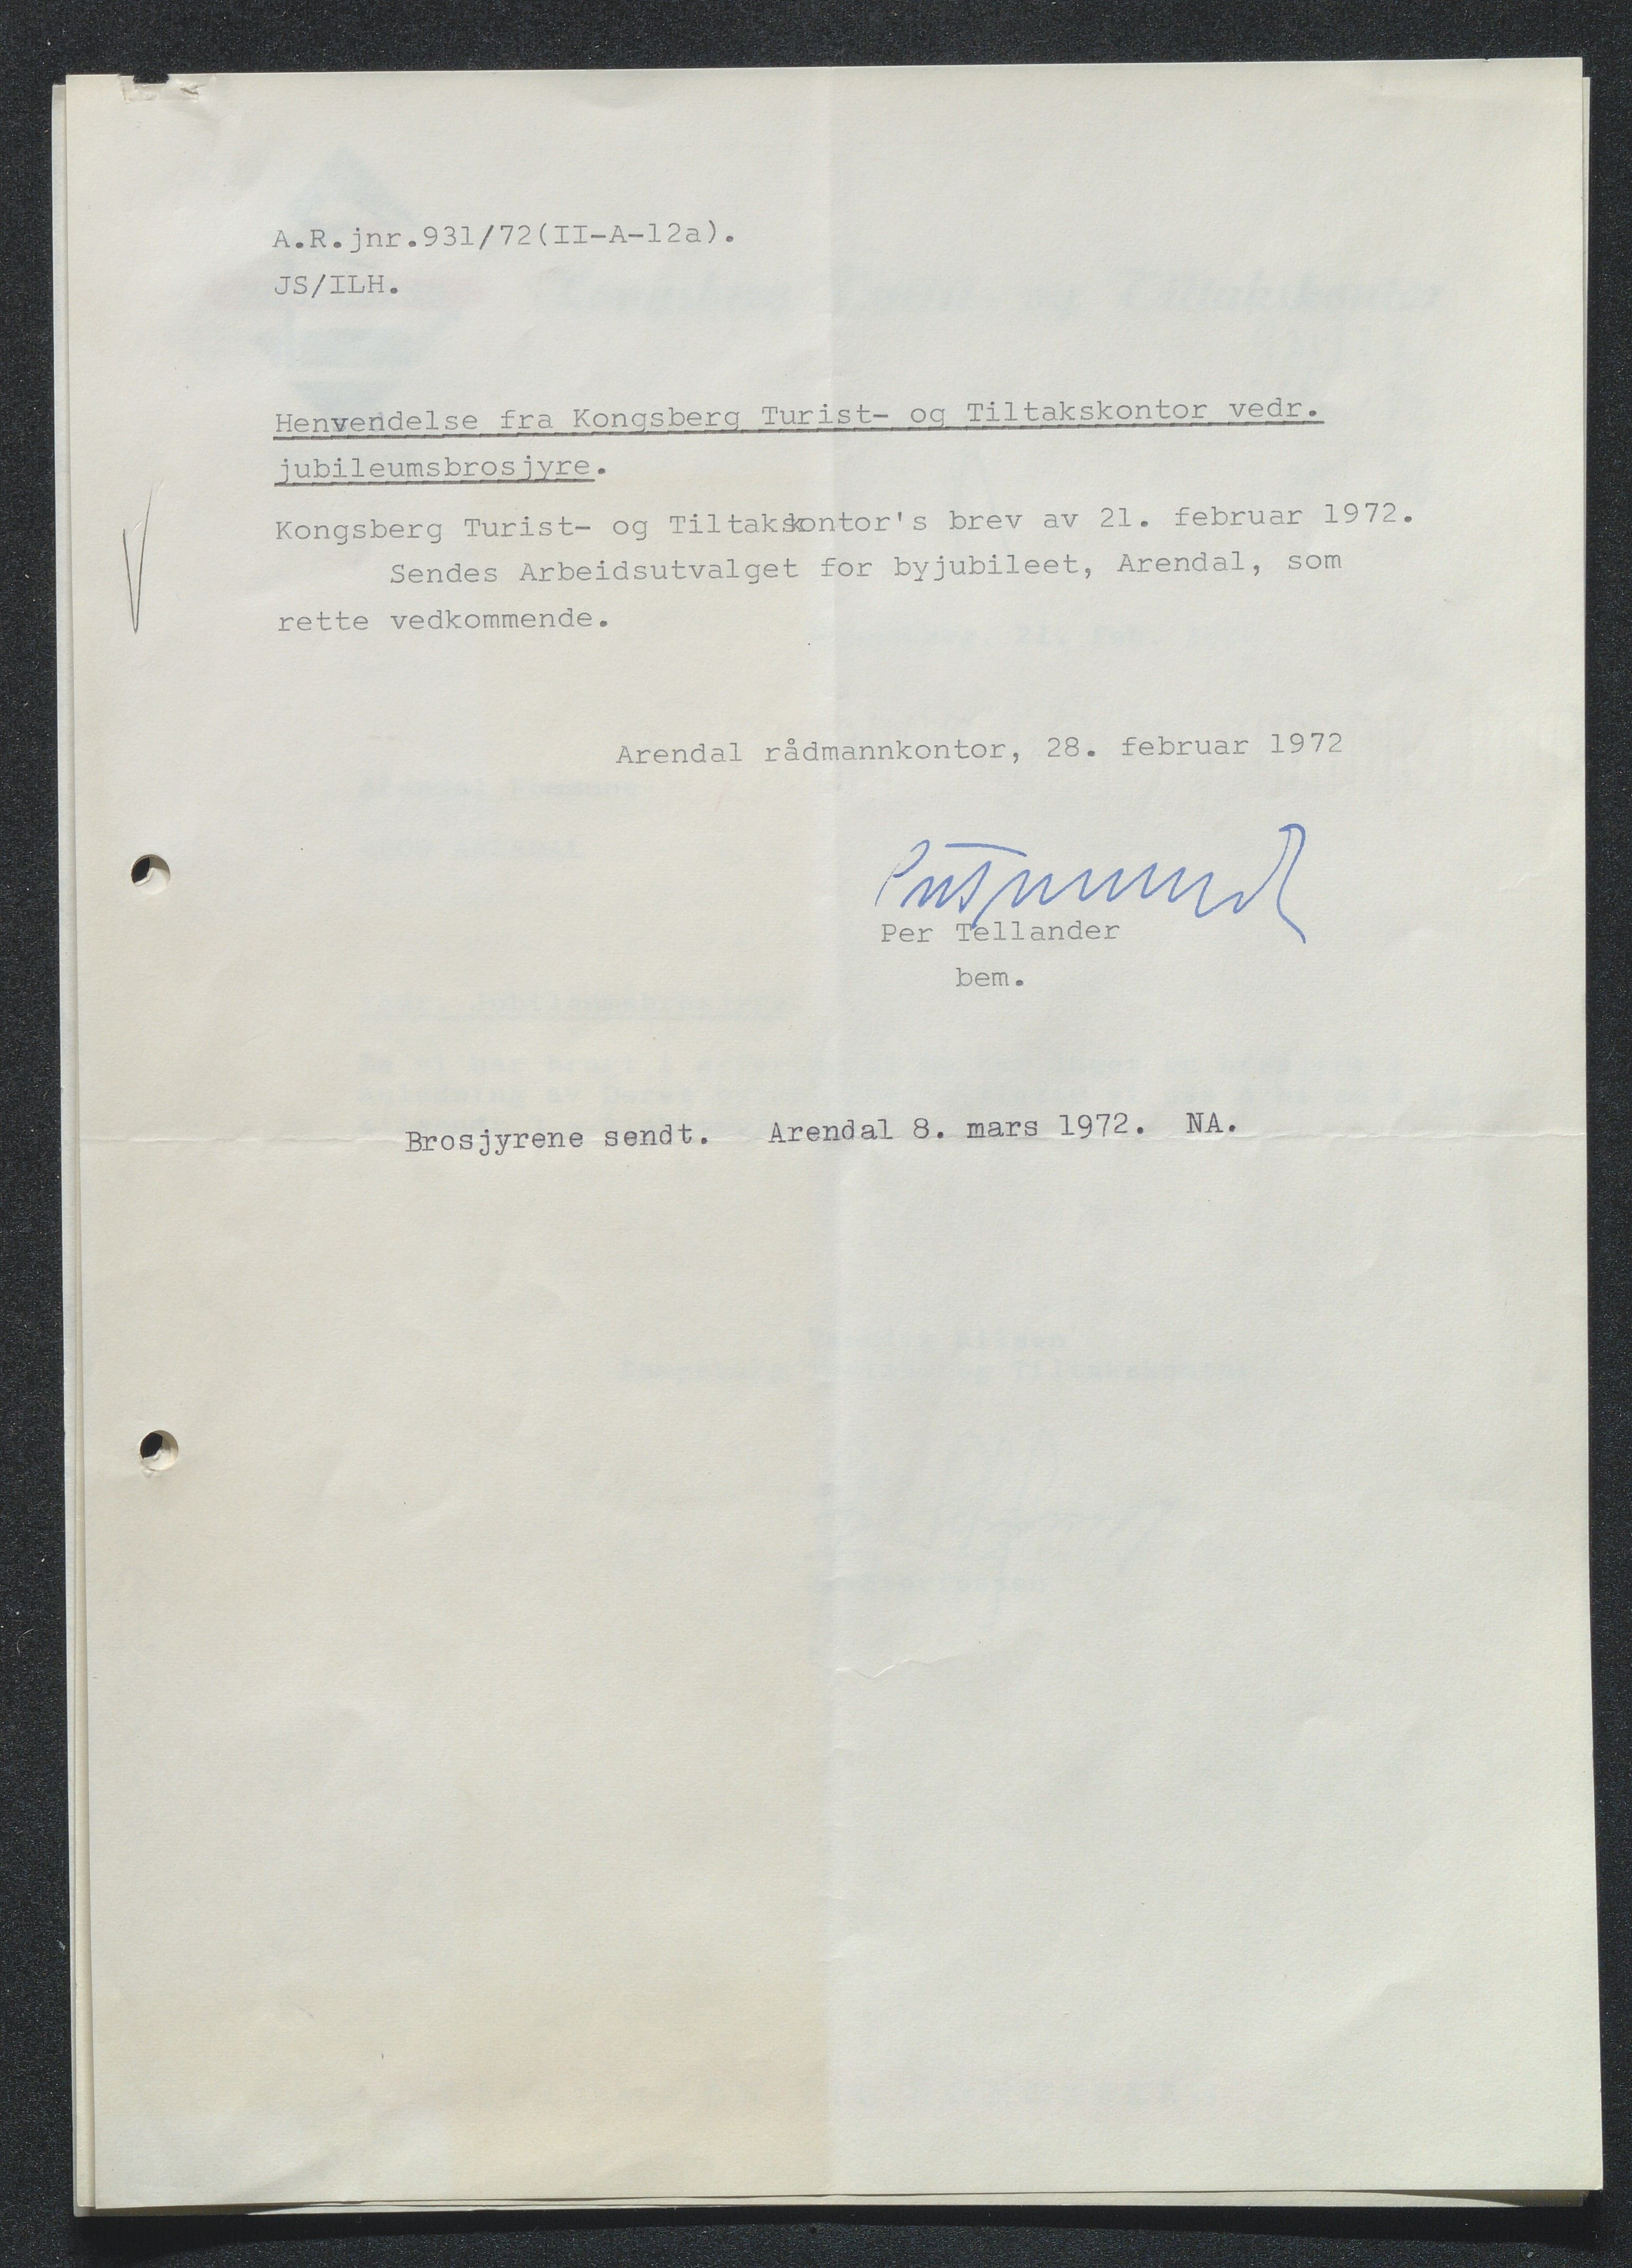 A.R.jnr.931/72(II-A-12a).
JS/ILH.
Henvendelse fra Kongsberg Turist- og Tiltakskontor vedr.
jubileumsbrosjyre.
Kongsberg Turist- og Tiltakskontor's brev av 21. februar 1972.
Sendes Arbeidsutvalget for byjubileet, Arendal, som
rette vedkommende.
Arendal rådmannkontor, 28. februar 1972
Per Tellander
bem.
Brosjyrene sendt. Arendal 8. mars 1972. NA.